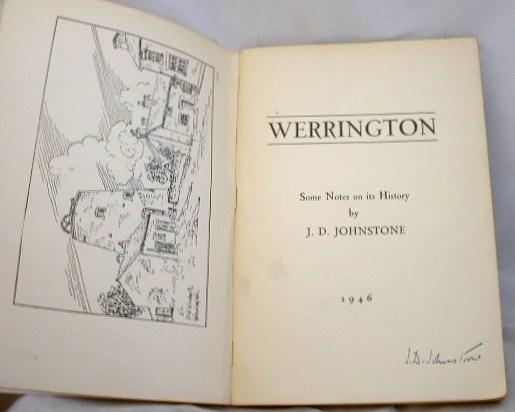 WERRINGTON
Some Notes on its History
by
J. D. JOHNSTONE
1946
J.D. Johnstone